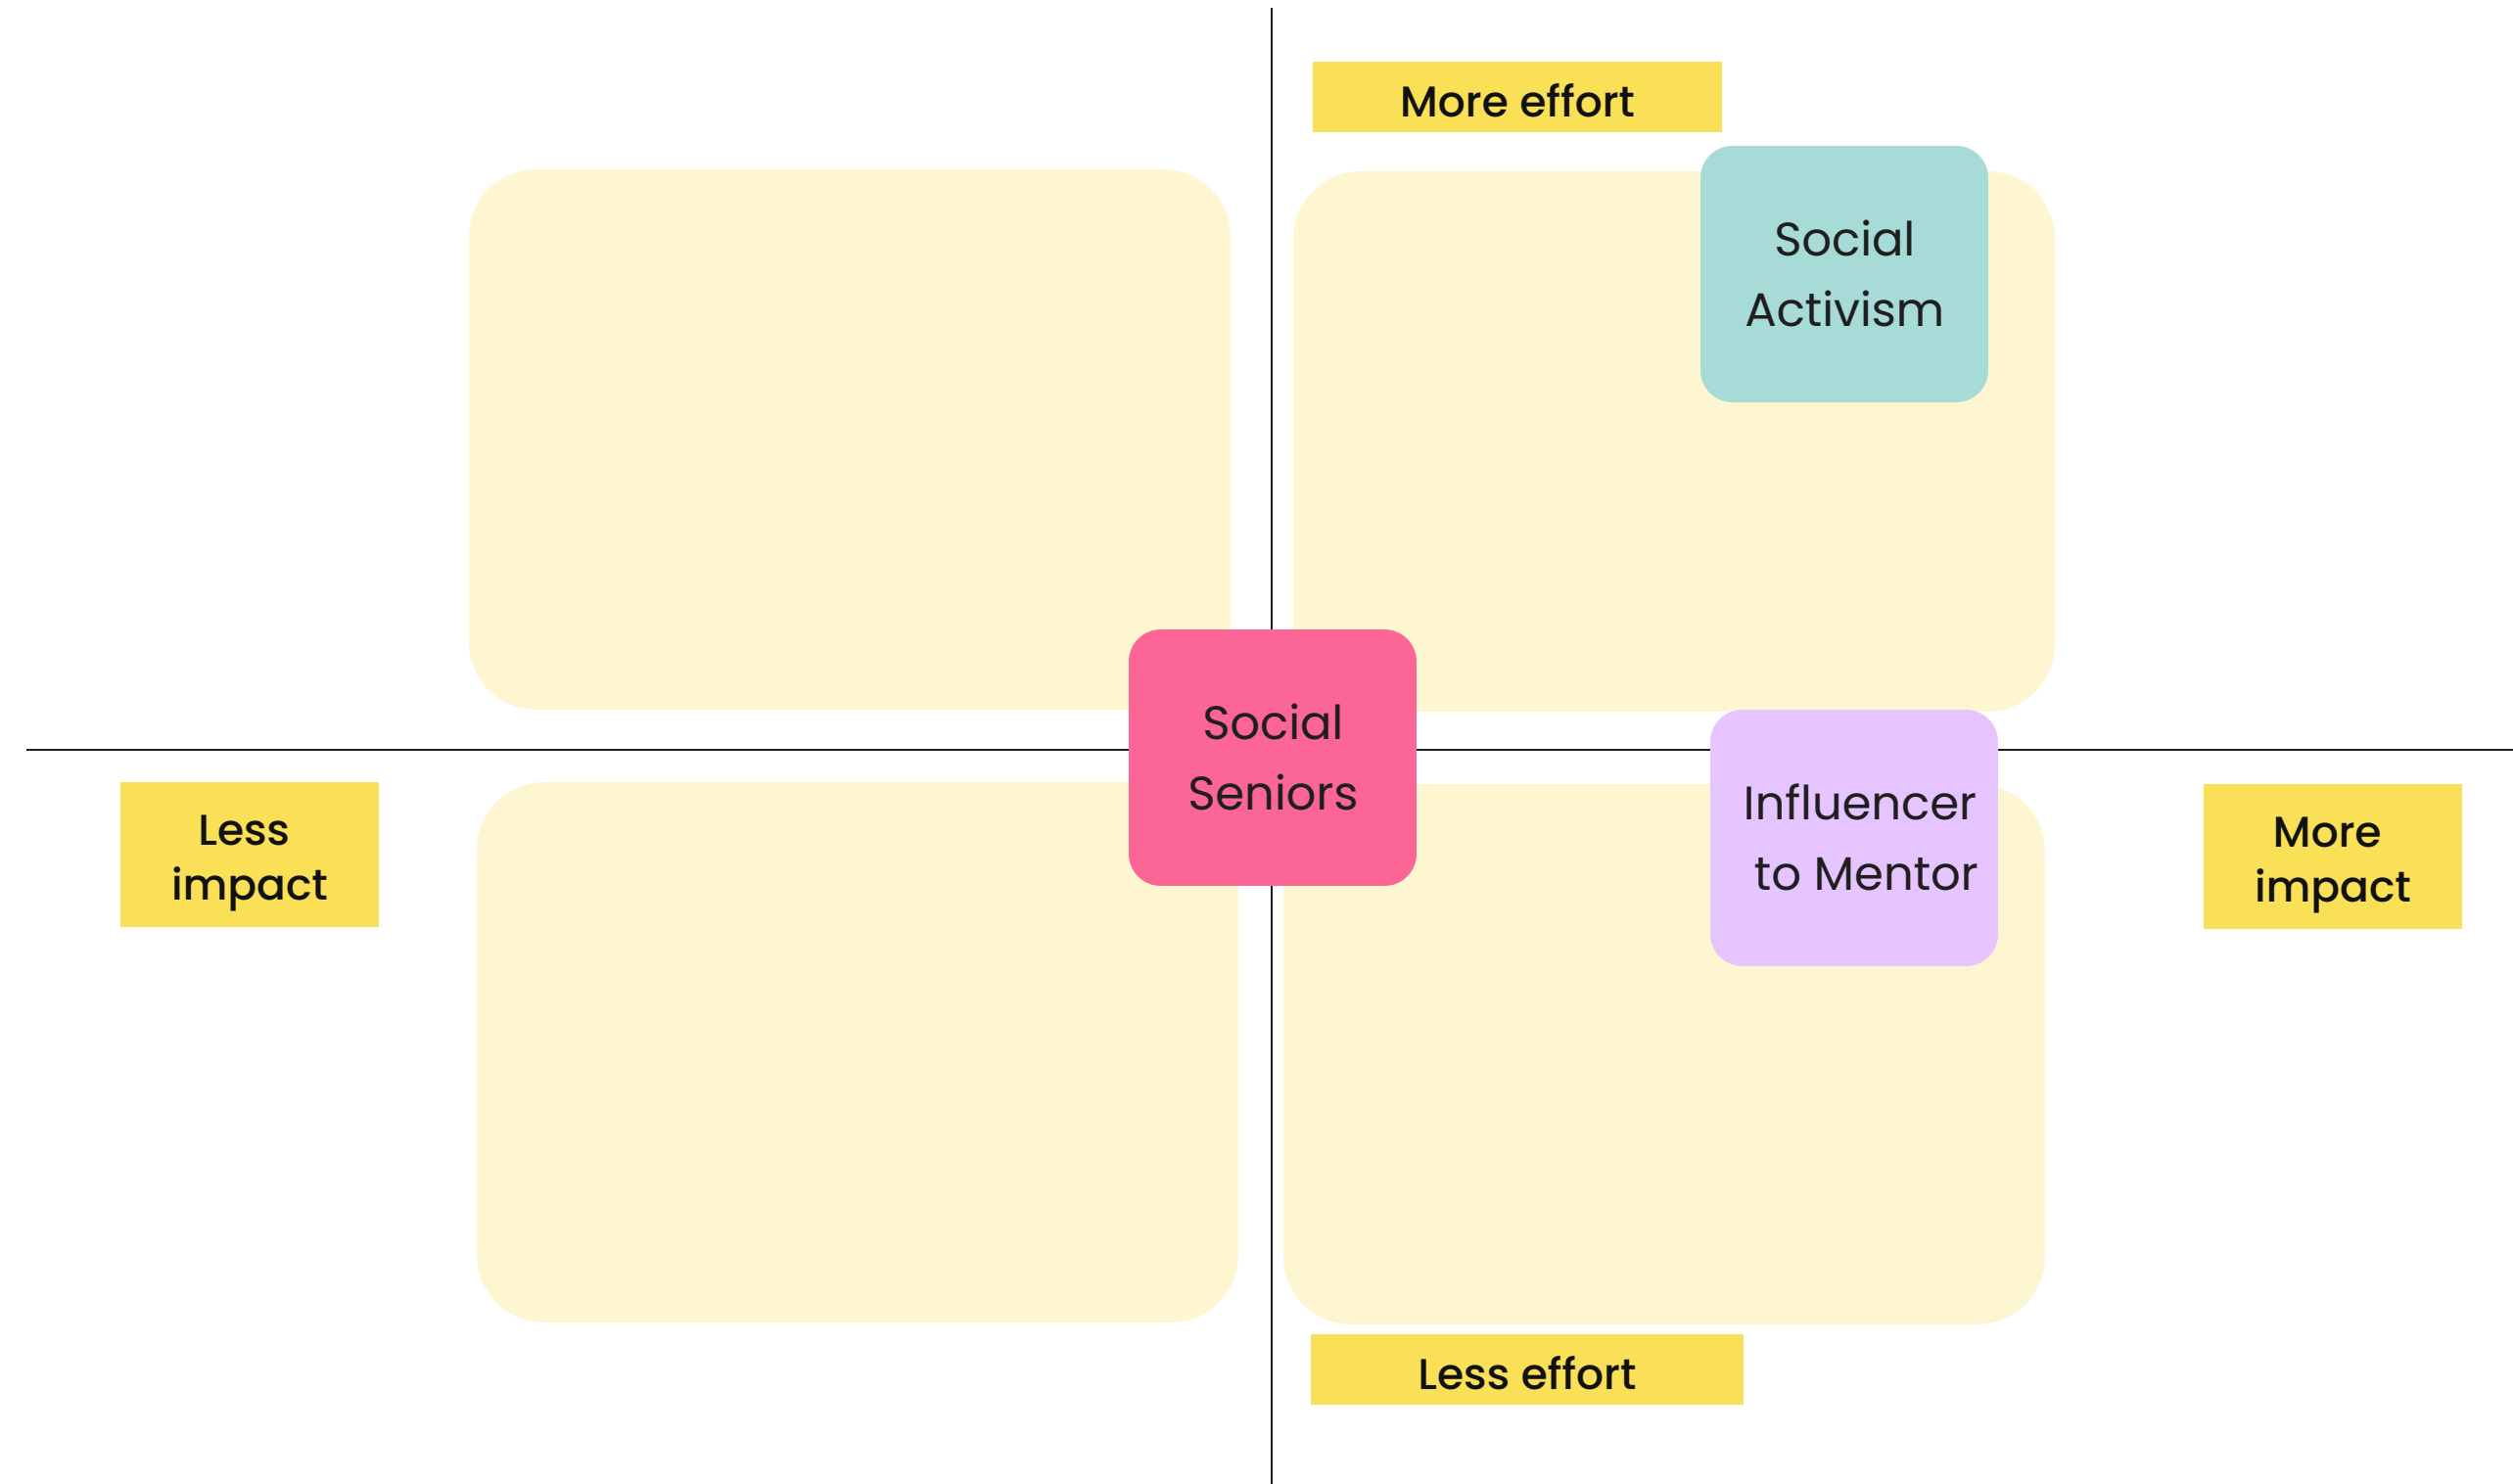 More effort
Social
Activism
Social
Seniors
Influencer
to Mentor
Less
impact
More
impact
Less effort